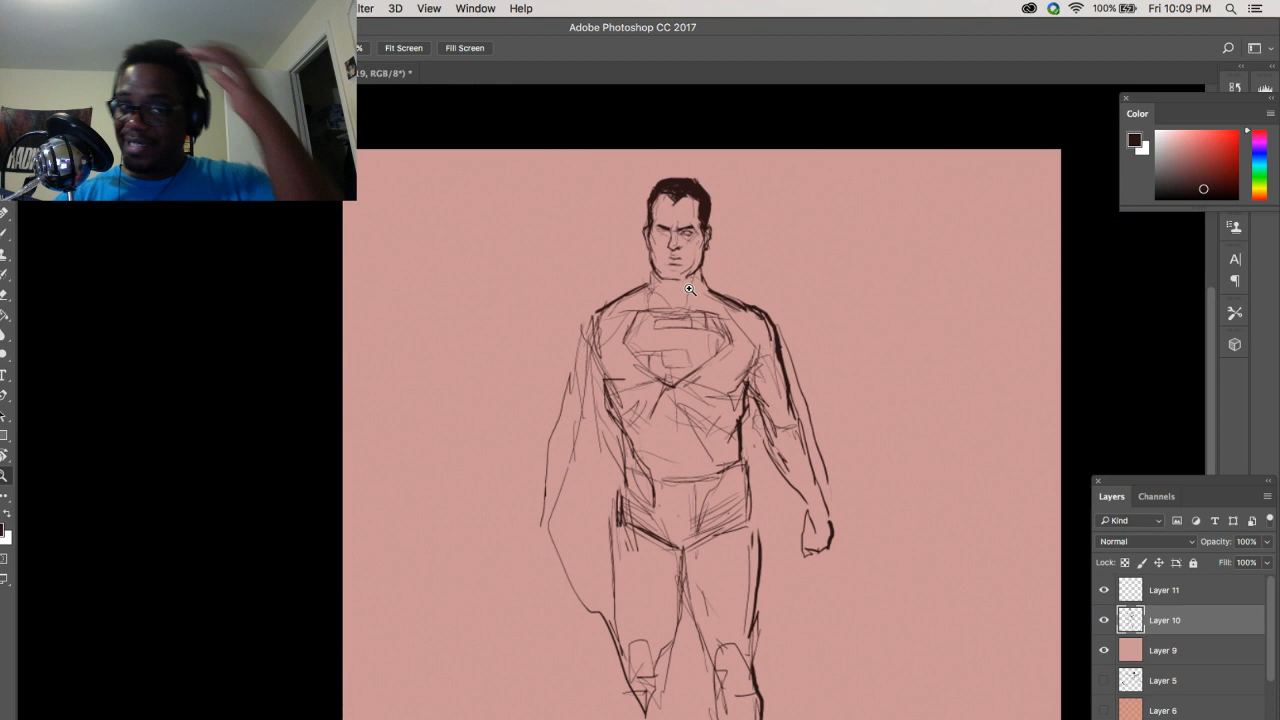 lter 3D View Window Help 100% Fri 10:09 PM
Adobe Photoshop CC 2017
% Fit Screen Fill Screen
19, RGB/8*) *
Color
RADI
A
T
Layers Channels
Kind T
Normal Opacity: 100%
Lock: Fill: 100%
Layer 11
Layer 10
Layer 9
Layer 5
Layer 6